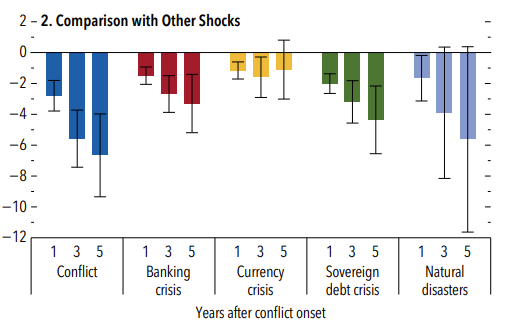 2. Comparison with Other Shocks
2
0
−2
−4
−6
−8
−10
−12
1 3 5 1 3 5 1 3 5 1 3 5 1 3 5
Conflict Banking Currency Sovereign Natural
crisis crisis debt crisis disasters
Years after conflict onset